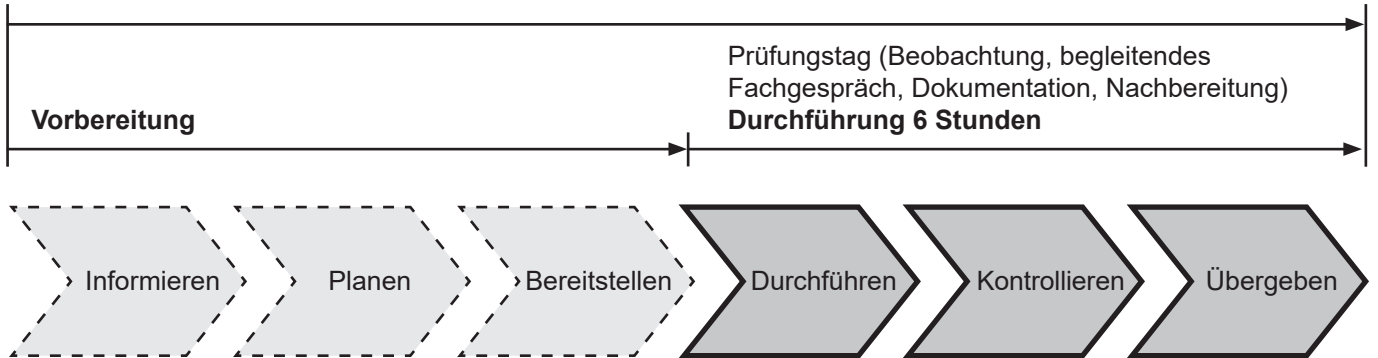 Prüfungstag (Beobachtung, begleitendes
Fachgespräch, Dokumentation, Nachbereitung)
Vorbereitung
Durchführung 6 Stunden
Informieren
Planen
Bereitstellen
Durchführen
Kontrollieren
Übergeben